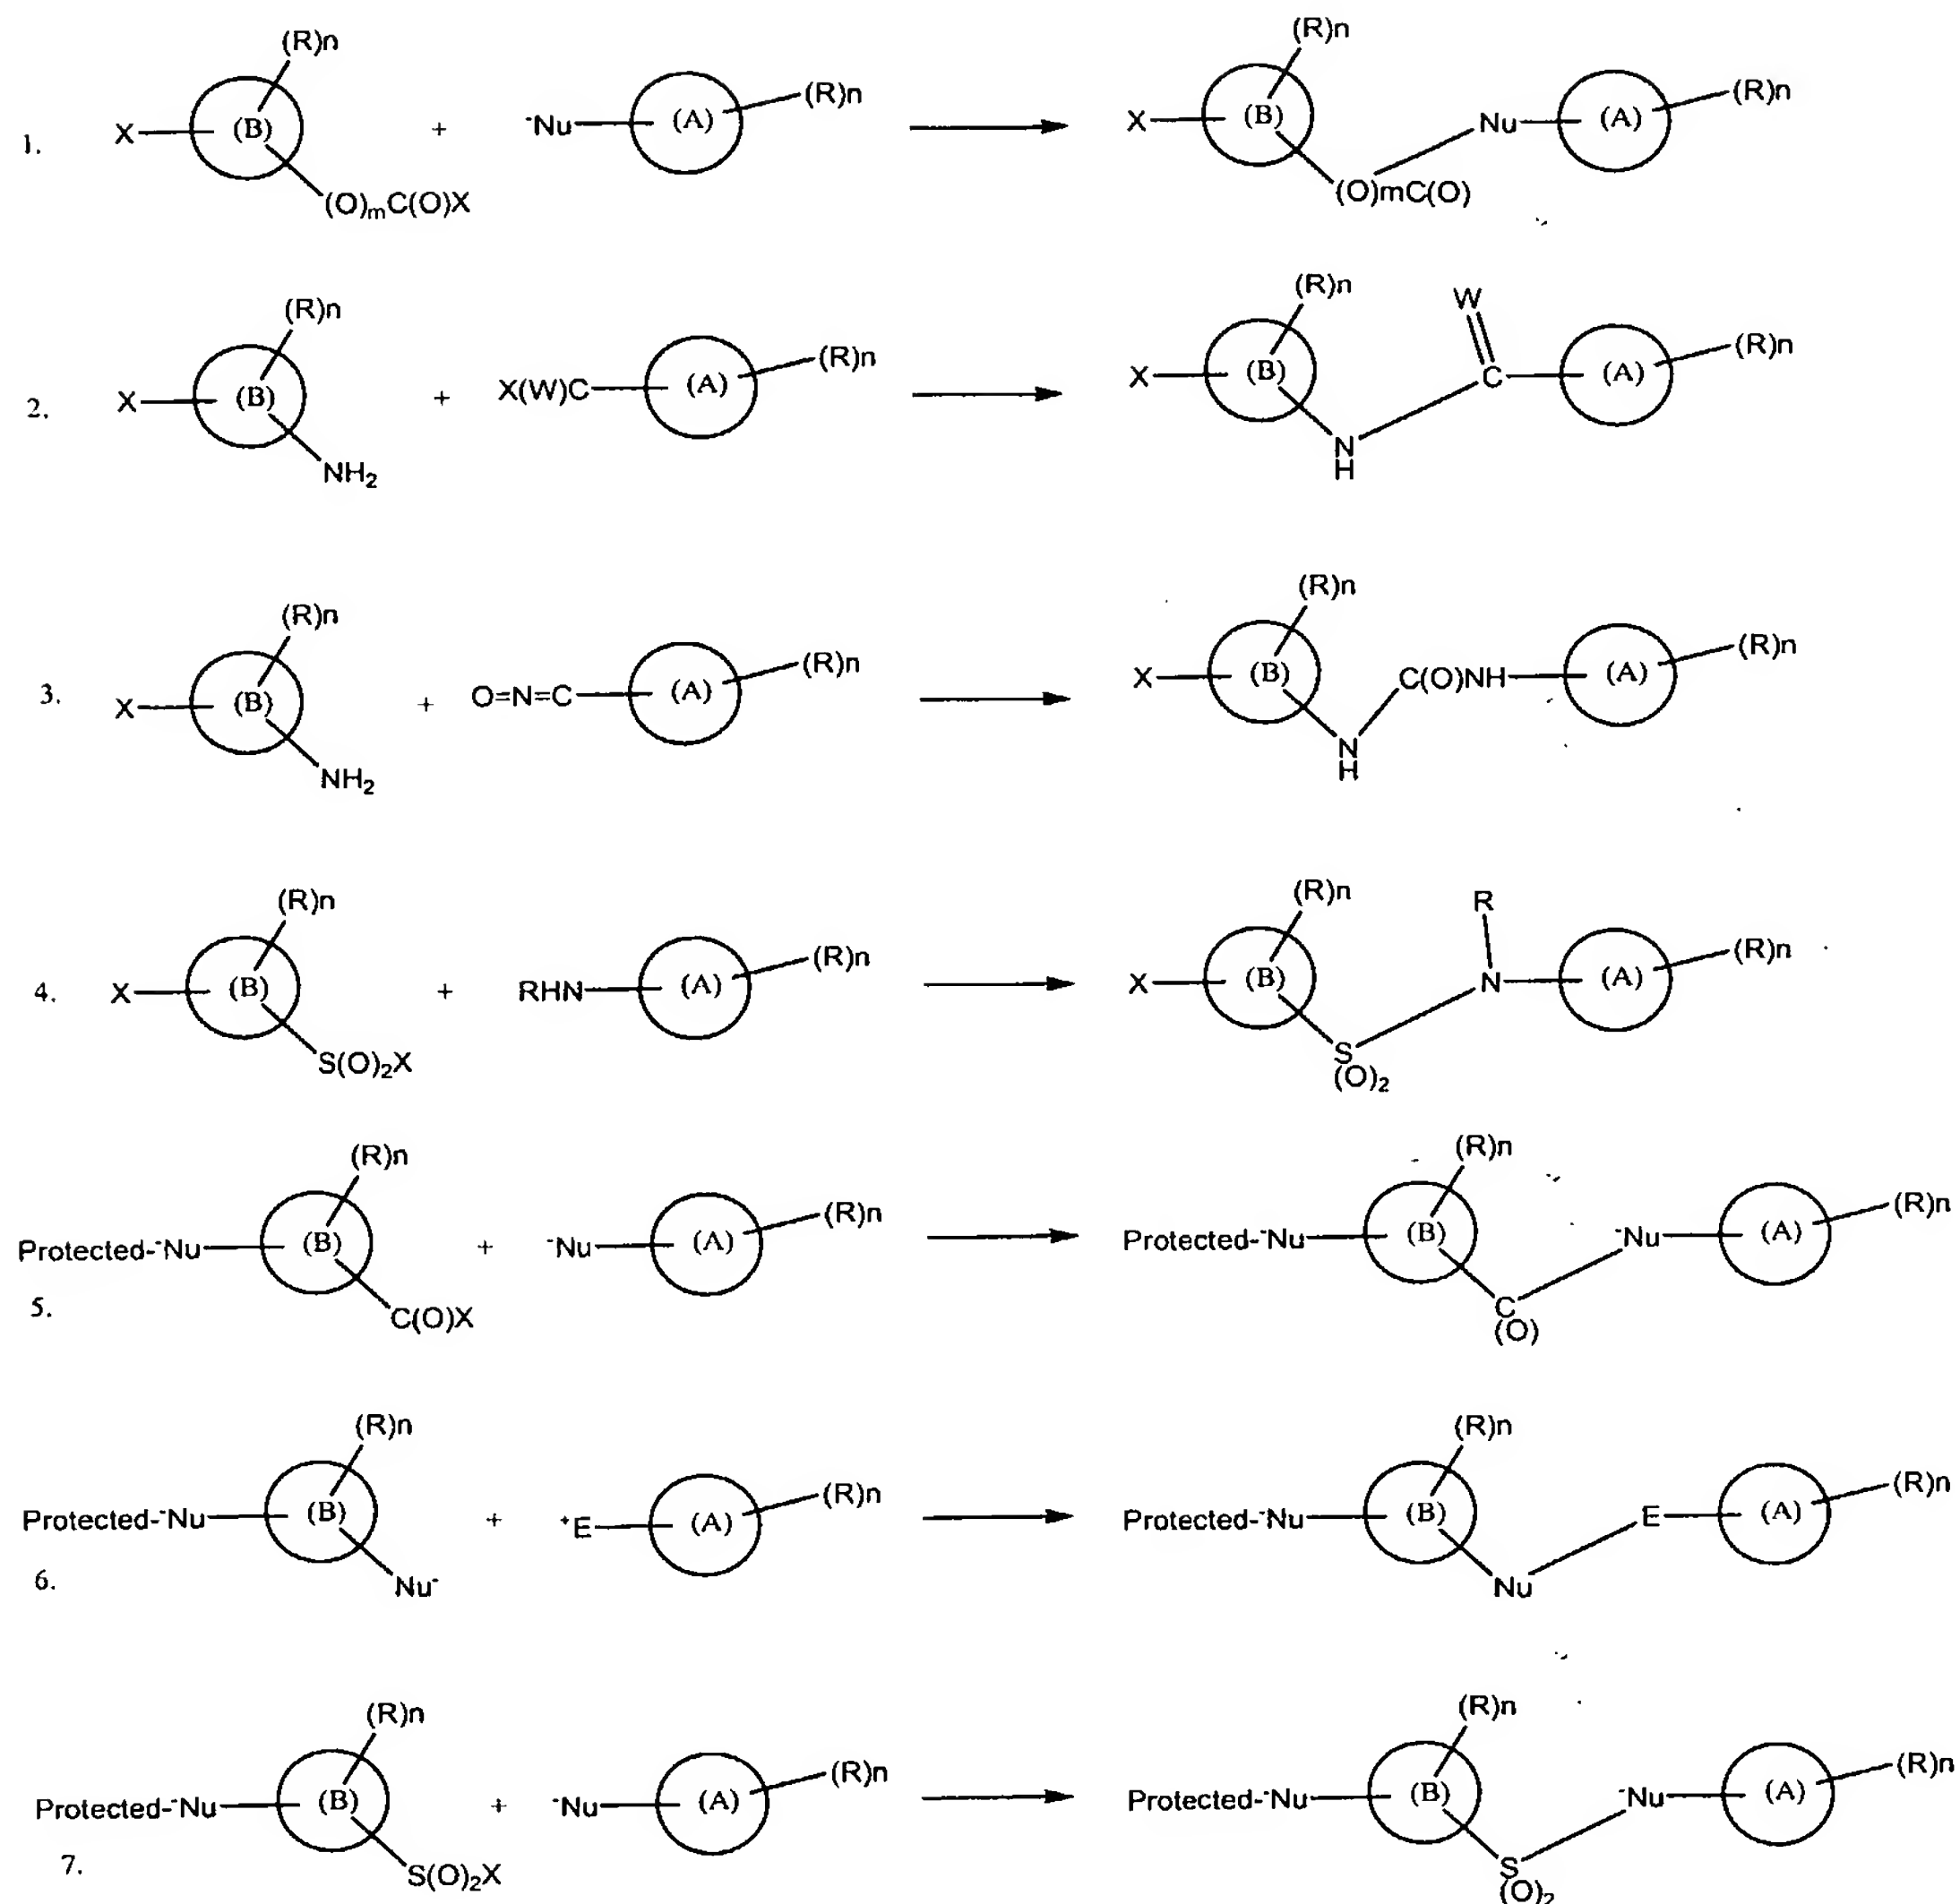 (R)n (R)n (R)n
1. X (B) (O)mC(O)X + -Nu (A) X (B) (O)mC(O) Nu (A) (R)n
(R)n (R)n W
2. X (B) NH2 + X(W)C (A) (R)n X (B) N H C (A) (R)n
(R)n (R)n
3. X (B) NH2 + O=N=C (A) (R)n X (B) N H C(O)NH (A) (R)n
(R)n (R)n R
4. X (B) S(O)2X + RHN (A) (R)n X (B) S (O)2 N (A) (R)n
(R)n (R)n
5. Protected--Nu (B) C(O)X + -Nu (A) (R)n Protected--Nu (B) C (O) -Nu (A) (R)n
(R)n (R)n
6. Protected--Nu (B) Nu- + +E (A) (R)n Protected--Nu (B) Nu E (A) (R)n
(R)n (R)n
7. Protected--Nu (B) S(O)2X + -Nu (A) (R)n Protected--Nu (B) S (O)2 -Nu (A) (R)n